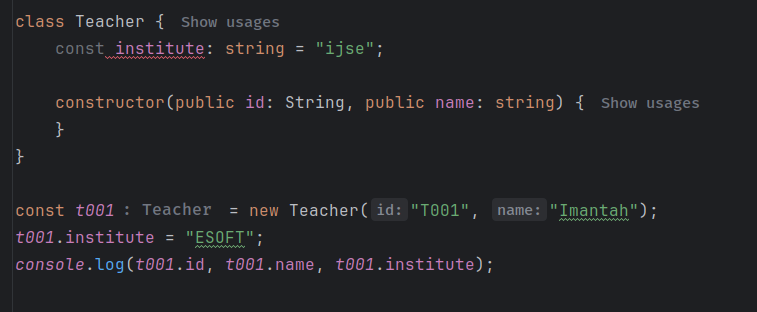 class Teacher { Show usages
const institute: string = "ijse";
constructor(public id: String, public name: string) { Show usages
}
}
const t001 : Teacher = new Teacher( id: "T001", name: "Imantah");
t001.institute = "ESOFT";
console.log(t001.id, t001.name, t001.institute);